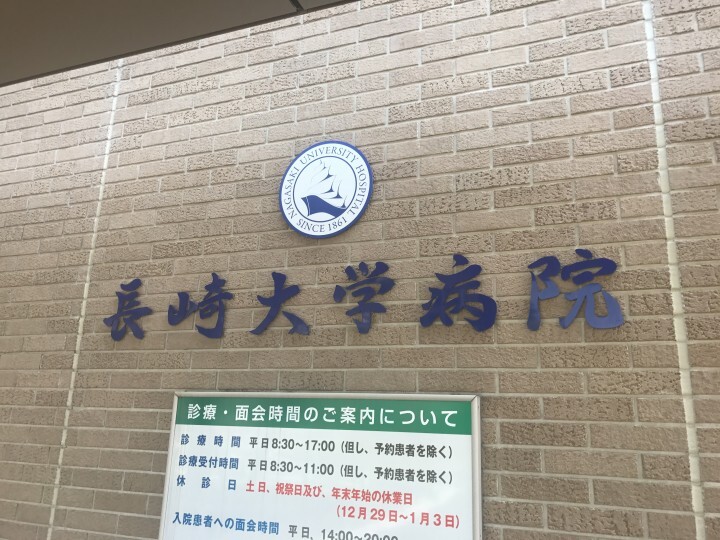 NAGASAKI UNIVERSITY HOSPITAL
SINCE 1861
長崎大学病院
診療・面会時間のご案内について
診療時間 平日8:30~17:00(但し、予約患者を除く)
診療受付時間 平日8:30~11:00(但し、予約患者を除く)
休診日 土日、祝祭日及び、年末年始の休業日
(12月29日~1月3日)
入院患者への面会時間 平日、14:00~20:00